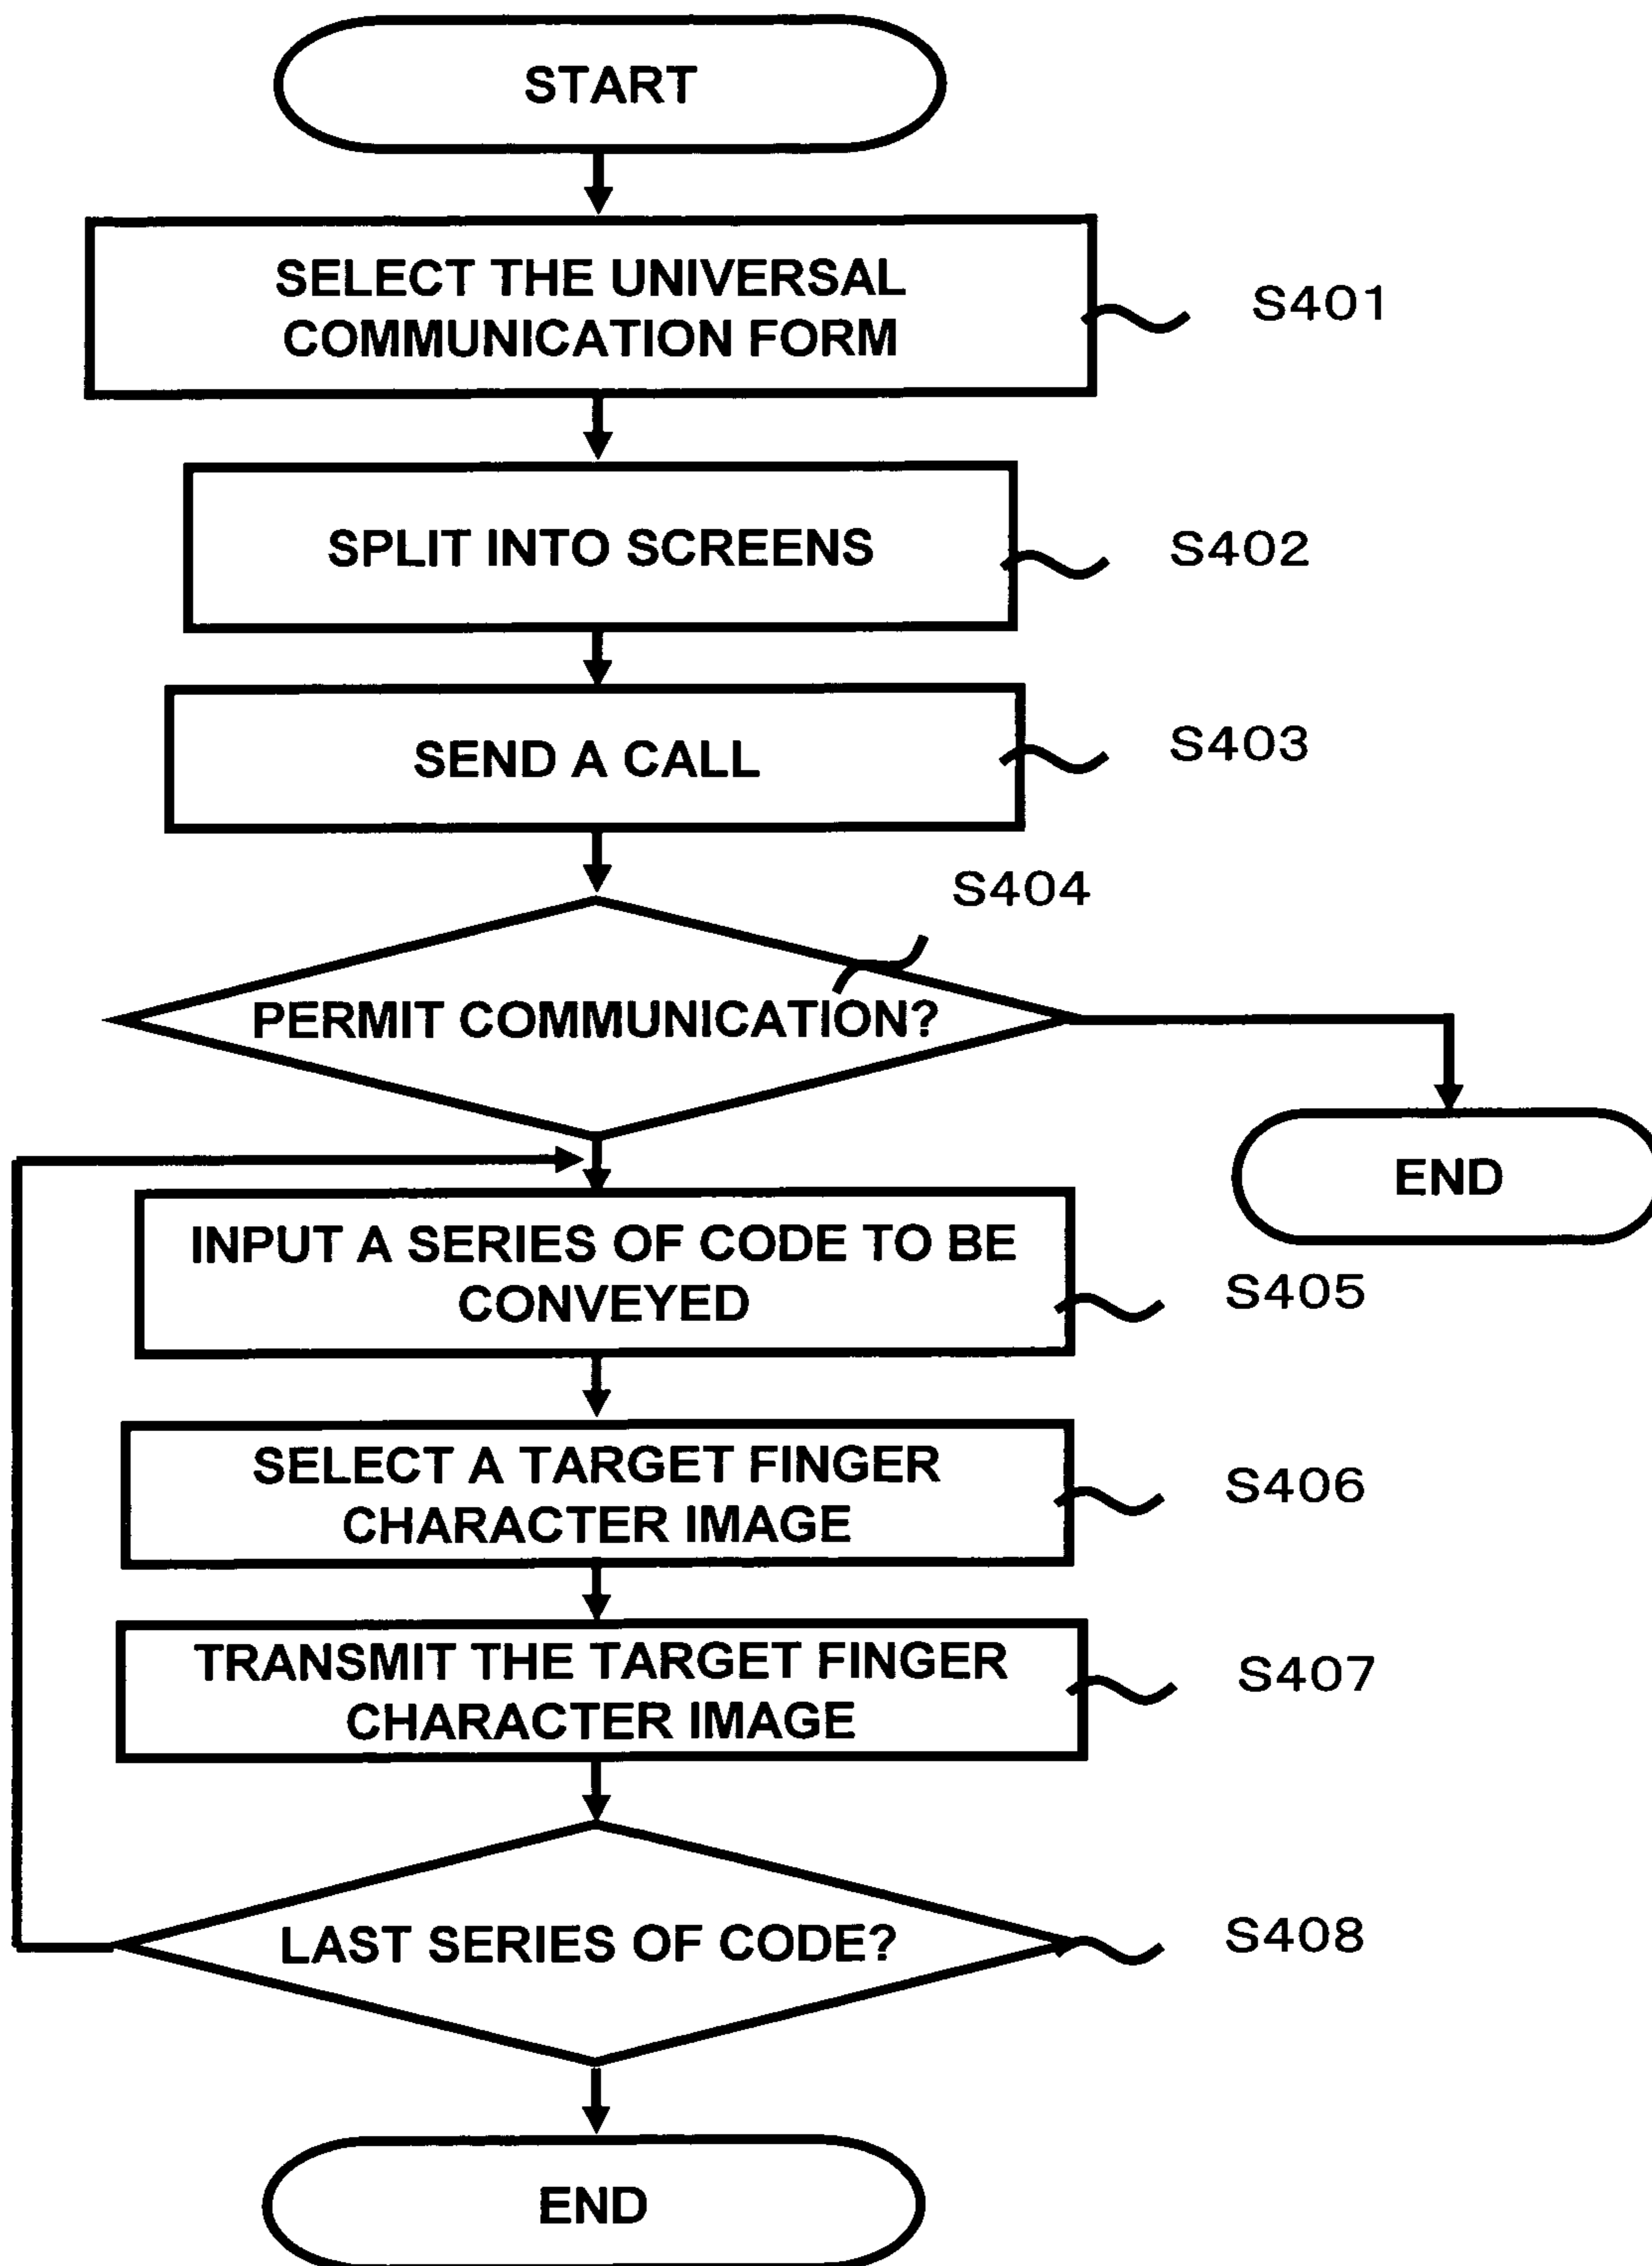 START
SELECT THE UNIVERSAL
COMMUNICATION FORM
S401
SPLIT INTO SCREENS
S402
SEND A CALL
S403
S404
PERMIT COMMUNICATION?
END
INPUT A SERIES OF CODE TO BE
CONVEYED
S405
SELECT A TARGET FINGER
CHARACTER IMAGE
S406
TRANSMIT THE TARGET FINGER
CHARACTER IMAGE
S407
LAST SERIES OF CODE?
S408
END